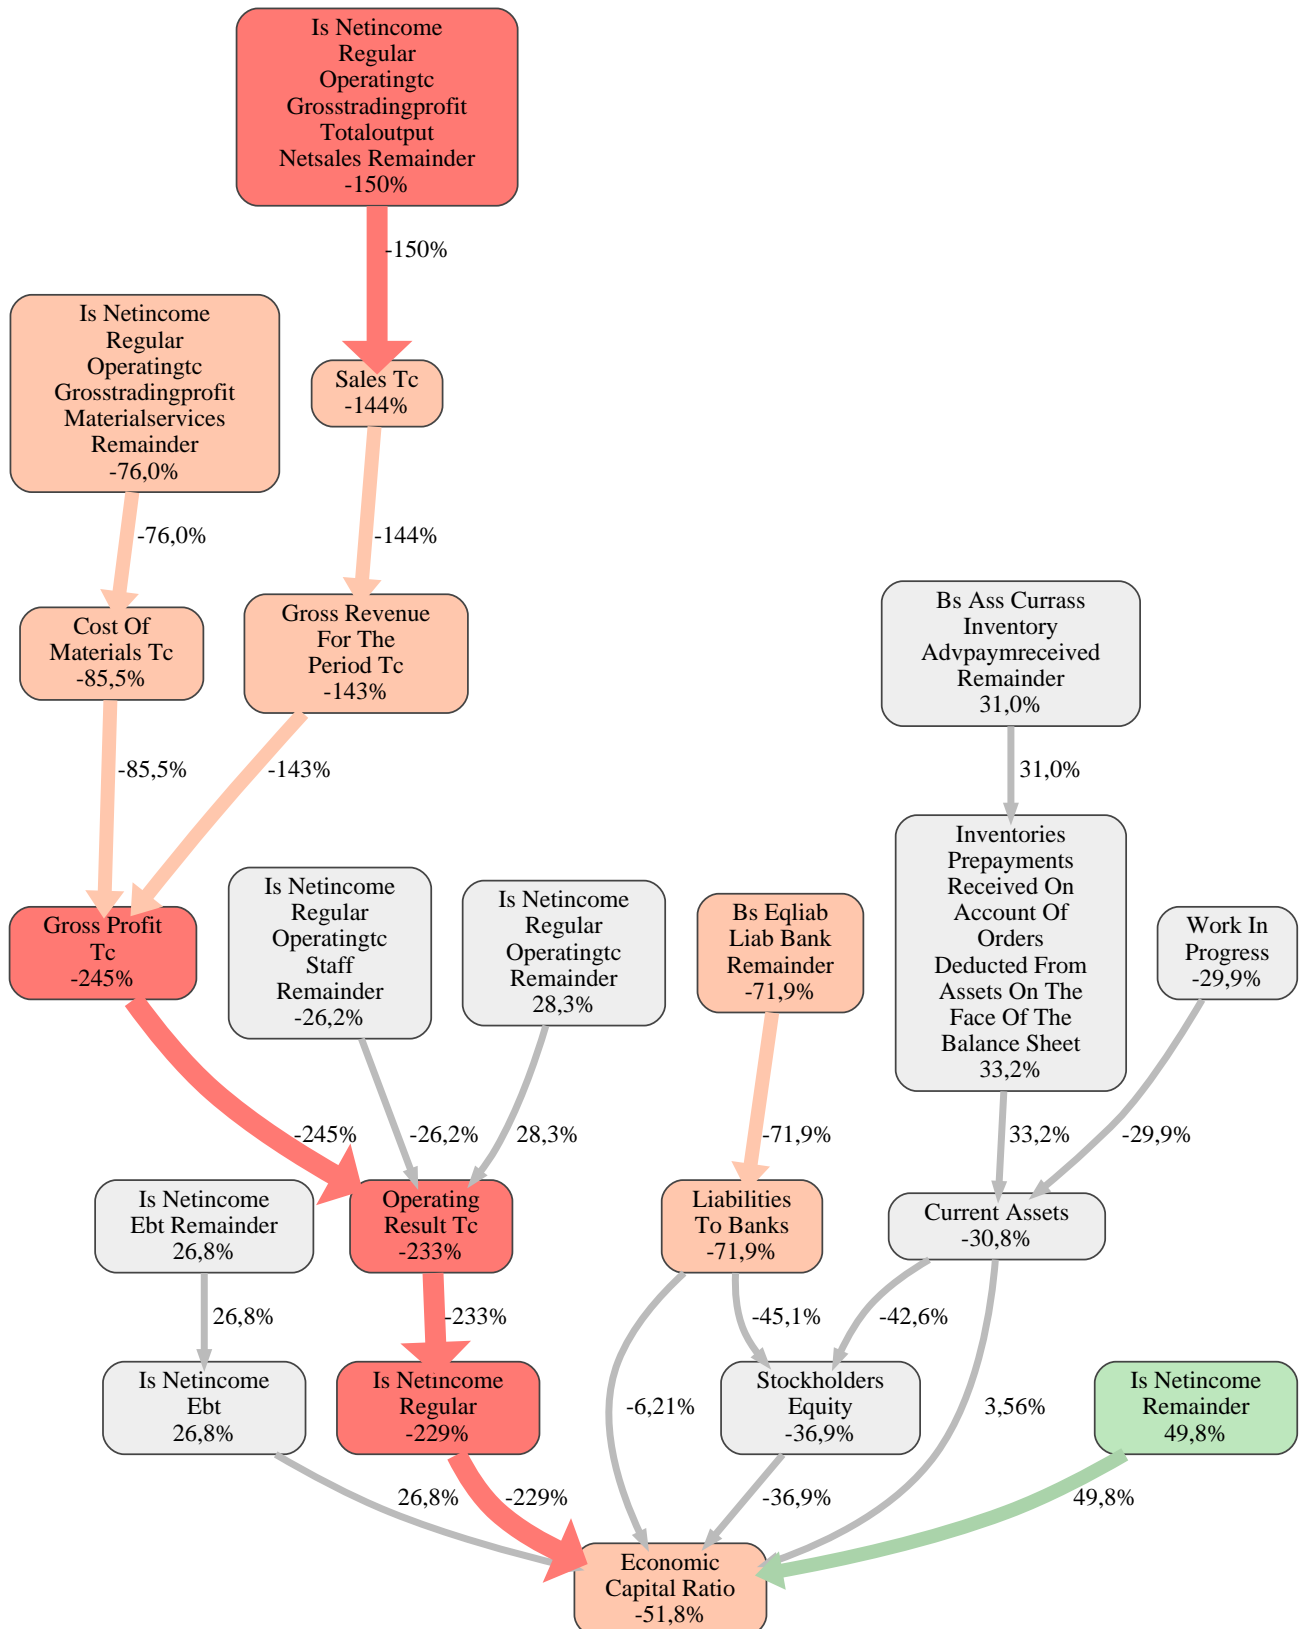 Is Netincome
Regular
Operatingtc
Grosstradingprofit
Totaloutput
Netsales Remainder
-150%
-150%
Is Netincome
Regular
Operatingtc
Grosstradingprofit
Materialservices
Remainder
-76,0%
Sales Tc
-144%
-76,0%
-144%
Cost Of
Materials Tc
-85,5%
Gross Revenue
For The
Period Tc
-143%
Bs Ass Currass
Inventory
Advpaymreceived
Remainder
31,0%
-85,5%
-143%
31,0%
Gross Profit
Tc
-245%
Is Netincome
Regular
Operatingtc
Staff
Remainder
-26,2%
Is Netincome
Regular
Operatingtc
Remainder
28,3%
Bs Eqliab
Liab Bank
Remainder
-71,9%
Inventories
Prepayments
Received On
Account Of
Orders
Deducted From
Assets On The
Face Of The
Balance Sheet
33,2%
Work In
Progress
-29,9%
-245%
-26,2%
28,3%
-71,9%
33,2%
-29,9%
Is Netincome
Ebt Remainder
26,8%
Operating
Result Tc
-233%
Liabilities
To Banks
-71,9%
Current Assets
-30,8%
26,8%
-233%
-45,1%
-42,6%
Is Netincome
Ebt
26,8%
Is Netincome
Regular
-229%
-6,21%
Stockholders
Equity
-36,9%
3,56%
Is Netincome
Remainder
49,8%
26,8%
-229%
-36,9%
49,8%
Economic
Capital Ratio
-51,8%